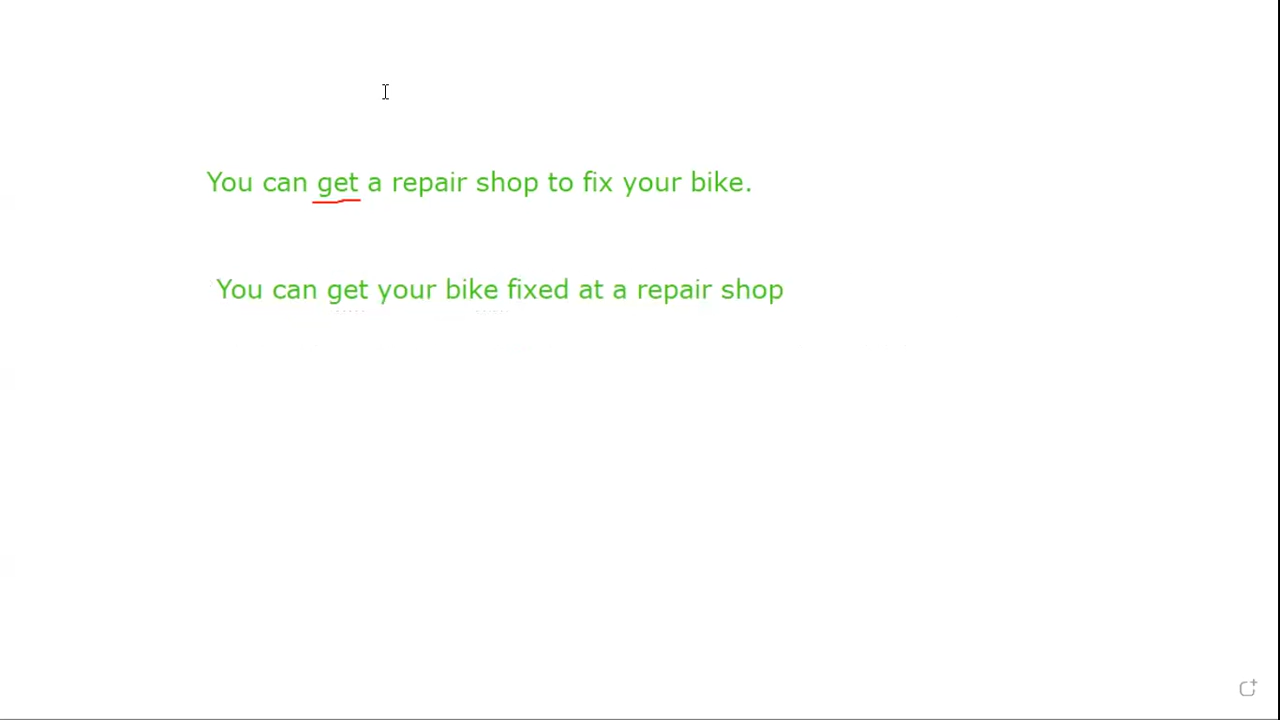 You can get a repair shop to fix your bike.
You can get your bike fixed at a repair shop